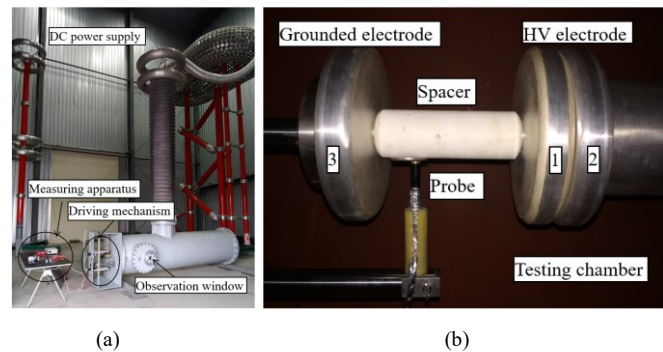 DC power supply
Measuring apparatus
Driving mechanism
Observation window
Grounded electrode
HV electrode
Spacer
3
1
2
Probe
Testing chamber
(a)
(b)